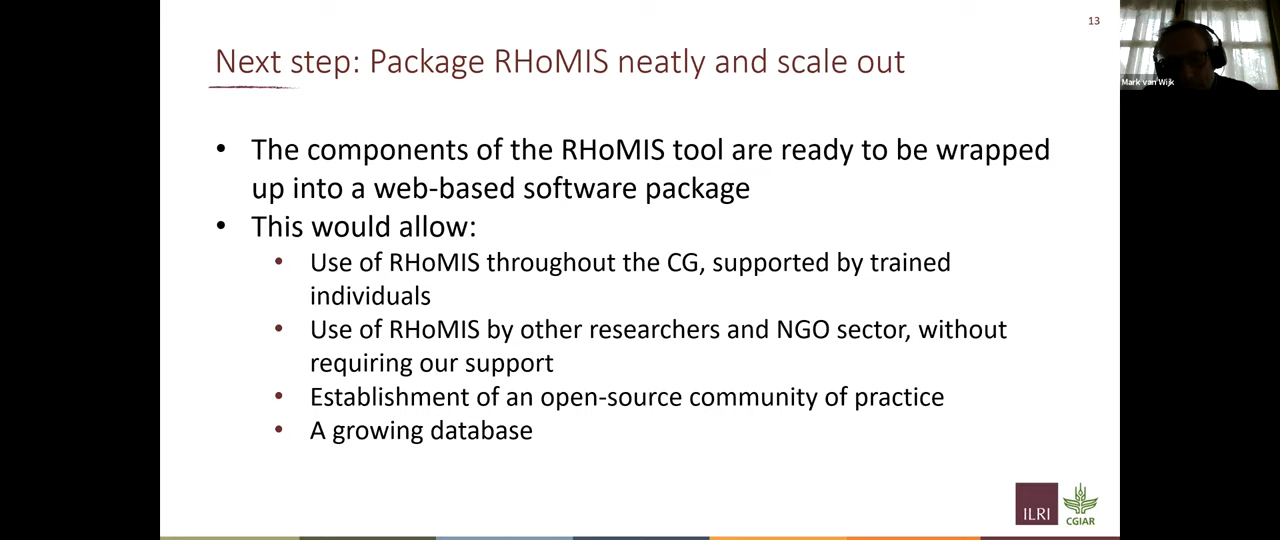 13
Mark van Wijk
Next step: Package RHoMIS neatly and scale out
• The components of the RHoMIS tool are ready to be wrapped
up into a web-based software package
• This would allow:
• Use of RHoMIS throughout the CG, supported by trained
individuals
• Use of RHoMIS by other researchers and NGO sector, without
requiring our support
• Establishment of an open-source community of practice
• A growing database
ILRI
CGIAR